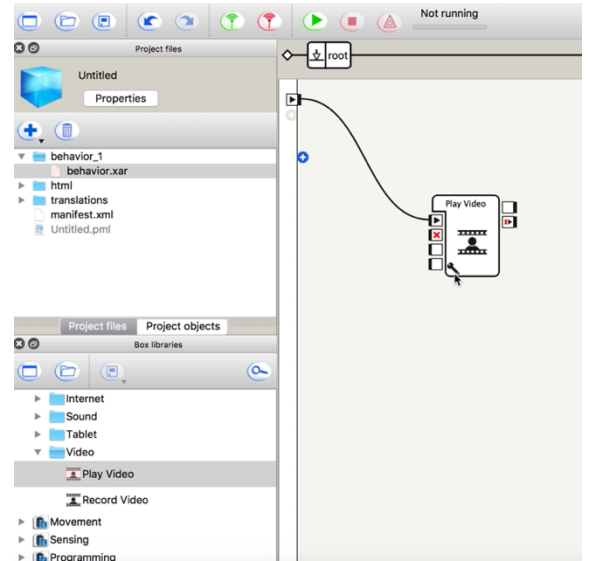 Not running
Project files
root
Untitled
Properties
behavior_1
behavior.xar
html
translations
manifest.xml
Untitled.pml
Play Video
Project files
Project objects
Box libraries
Internet
Sound
Tablet
Video
Play Video
Record Video
Movement
Sensing
Programming